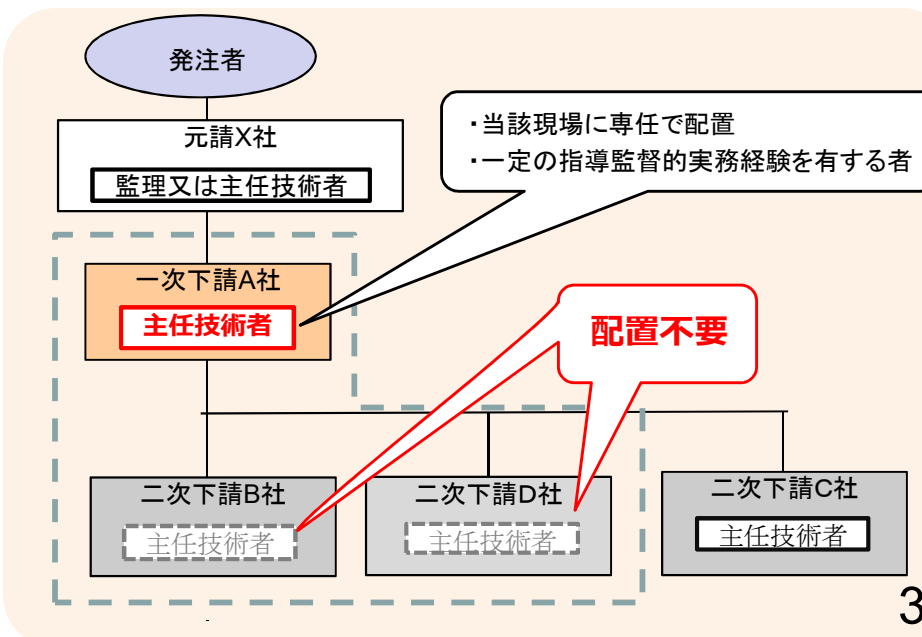 発注者
元請X社
監理又は主任技術者
・当該現場に専任で配置
・一定の指導監督的実務経験を有する者
一次下請A社
主任技術者
配置不要
二次下請B社
主任技術者
二次下請D社
主任技術者
二次下請C社
主任技術者
3